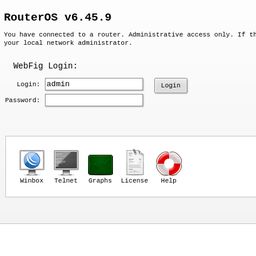 RouterOS v6.45.9
You have connected to a router. Administrative access only. If th
your local network administrator.
WebFig Login:
Login: admin Login
Password:
Winbox Telnet Graphs License Help